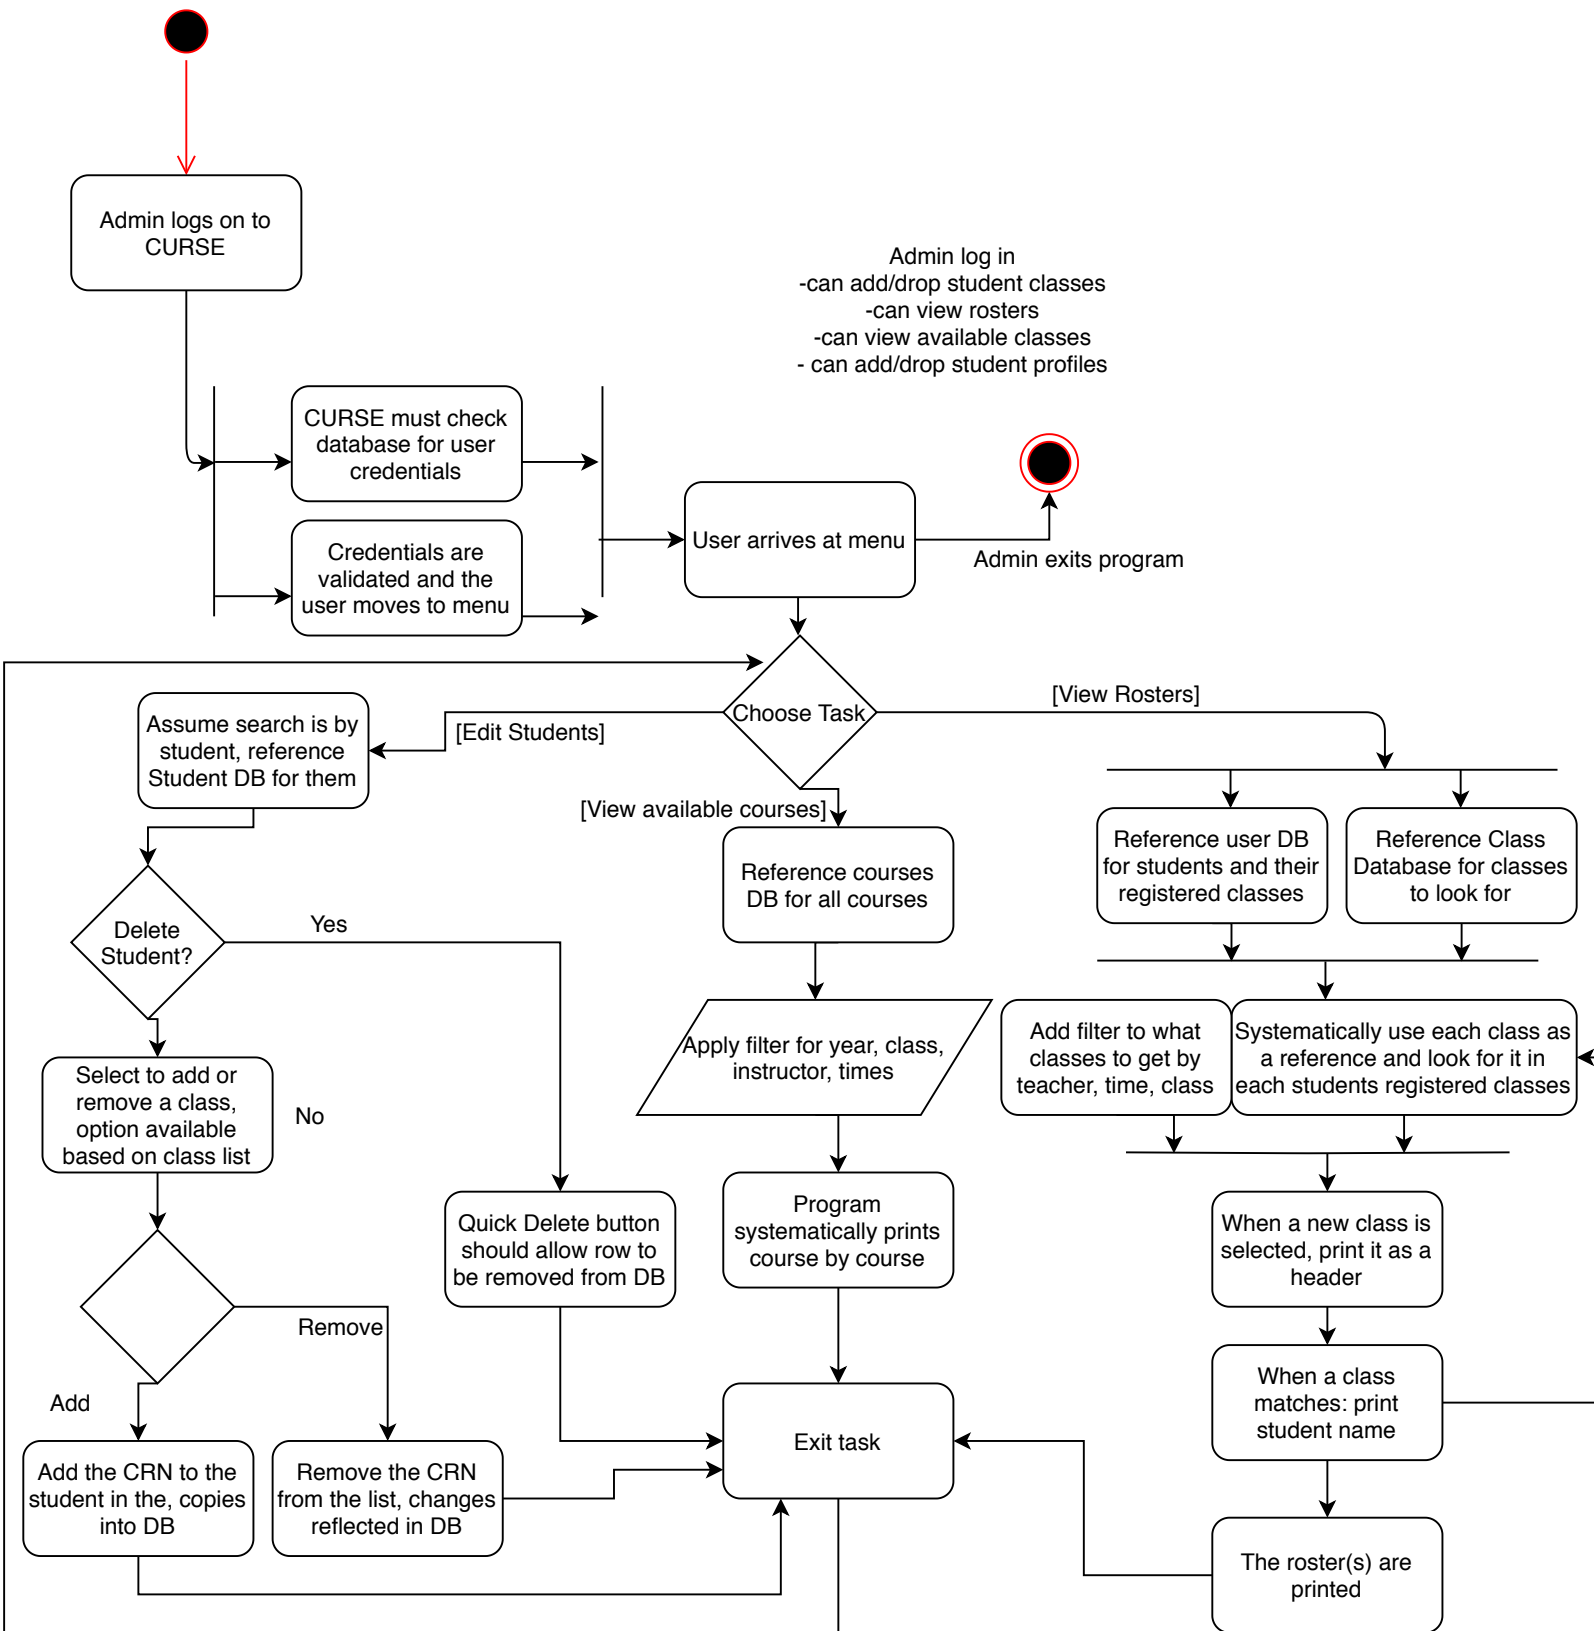 Admin logs on to
CURSE
Admin log in
-can add/drop student classes
-can view rosters
-can view available classes
- can add/drop student profiles
CURSE must check
database for user
credentials
Credentials are
validated and the
user moves to menu
User arrives at menu
Admin exits program
Choose Task
[Edit Students]
[View available courses]
[View Rosters]
Assume search is by
student, reference
Student DB for them
Delete
Student?
Yes
No
Select to add or
remove a class,
option available
based on class list
Remove
Add
Add the CRN to the
student in the, copies
into DB
Remove the CRN
from the list, changes
reflected in DB
Quick Delete button
should allow row to
be removed from DB
Reference courses
DB for all courses
Apply filter for year, class,
instructor, times
Program
systematically prints
course by course
Exit task
Reference user DB
for students and their
registered classes
Reference Class
Database for classes
to look for
Add filter to what
classes to get by
teacher, time, class
Systematically use each class as
a reference and look for it in
each students registered classes
When a new class is
selected, print it as a
header
When a class
matches: print
student name
The roster(s) are
printed